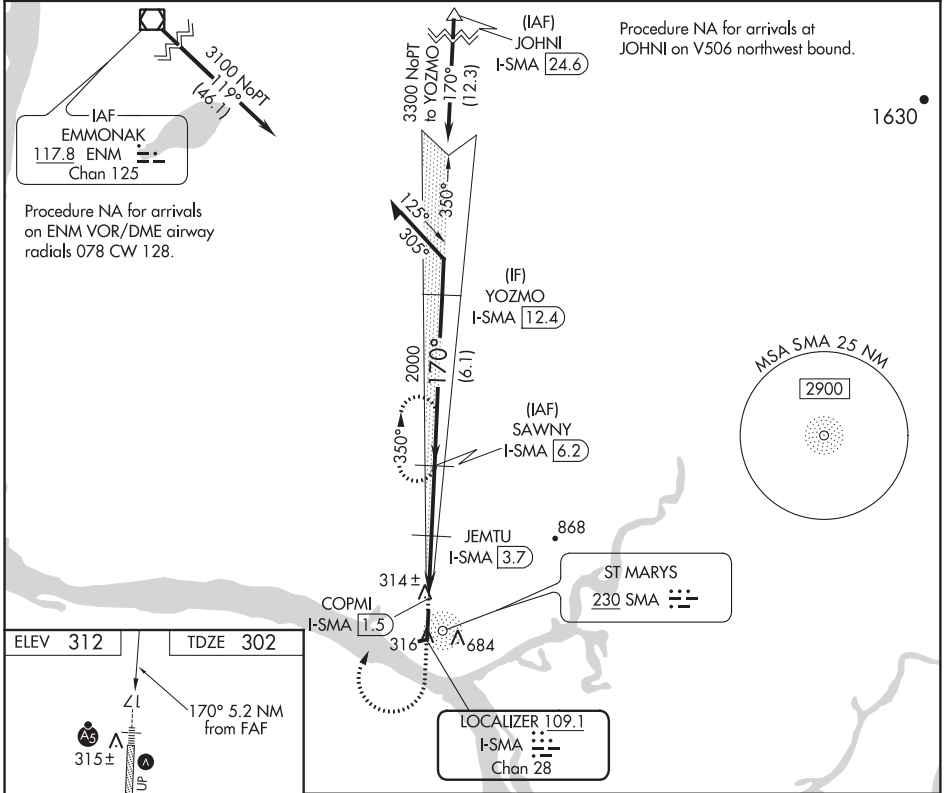 3100 NoPT
119°
(46.1)
IAF
EMMONAK
117.8 ENM
Chan 125
Procedure NA for arrivals
on ENM VOR/DME airway
radials 078 CW 128.
(IAF)
JOHNI
I-SMA 24.6
3300 NoPT
to YOZMO
170°
(12.3)
Procedure NA for arrivals at
JOHNI on V506 northwest bound.
1630
350°
125°
305°
(IF)
YOZMO
I-SMA 12.4
2000
170°
(6.1)
MSA SMA 25 NM
2900
(IAF)
SAWNY
I-SMA 6.2
350°
JEMTU
I-SMA 3.7
868
314±
COPMI
I-SMA 1.5
ST MARYS
230 SMA
316
684
LOCALIZER 109.1
I-SMA
Chan 28
ELEV 312
TDZE 302
17
170° 5.2 NM
from FAF
A5
315±
UP